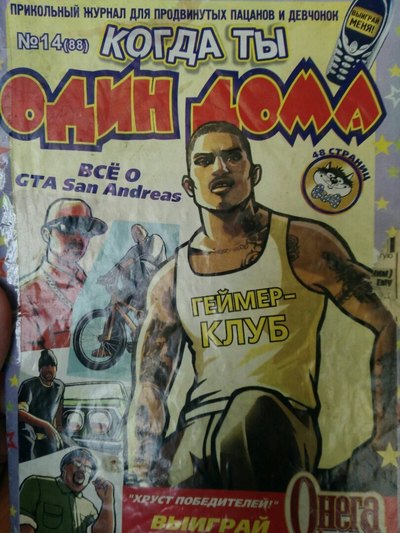 ПРИКОЛЬНЫЙ ЖУРНАЛ ДЛЯ ПРОДВИНУТЫХ ПАЦАНОВ И ДЕВЧОНОК
ВЫИГРАЙ
МЕНЯ!
№14(88)
КОГДА ТЫ
ОДИН ДОМА
48 СТРАНИЦ
ВСЁ О
GTA San Andreas
ГЕЙМЕР-
КЛУБ
"ХРУСТ ПОБЕДИТЕЛЕЙ!"
ВЫИГРАЙ
Онега